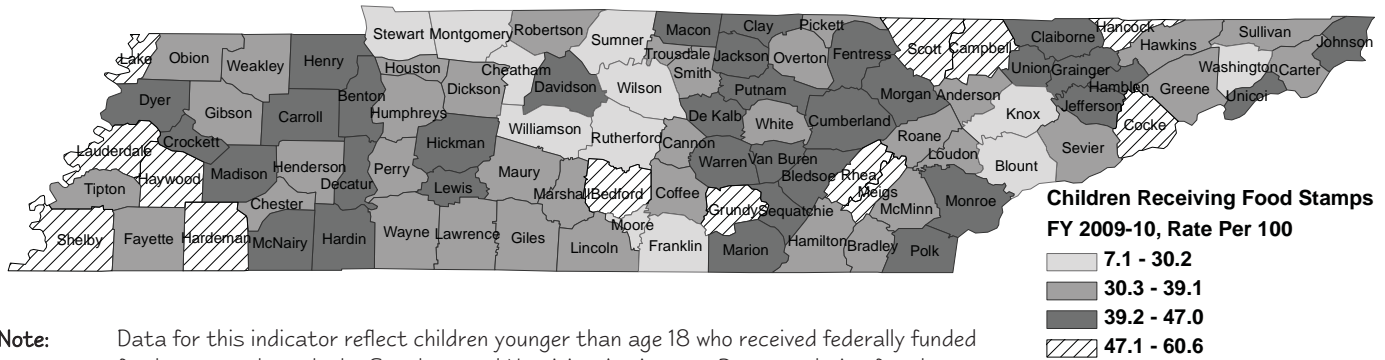 Stewart Montgomery Robertson Sumner Macon Clay Pickett Scott Campbell Claiborne Hancock Hawkins Sullivan Johnson
Lake Obion Weakley Henry Houston Cheatham Trousdale Jackson Overton Fentress Union Grainger Hamblen Washington Carter
Dyer Gibson Carroll Benton Humphreys Dickson Davidson Wilson Smith Putnam Morgan Anderson Jefferson Greene Unicoi
Lauderdale Crockett Hickman Williamson Rutherford Cannon De Kalb White Cumberland Roane Knox Cocke
Tipton Haywood Madison Henderson Decatur Perry Lewis Maury Marshall Bedford Coffee Warren Van Buren Bledsoe Rhea Meigs Loudon Blount Sevier
Shelby Fayette Hardeman Chester McNairy Hardin Wayne Lawrence Giles Lincoln Moore Franklin Grundy Sequatchie Marion Hamilton Bradley McMinn Polk Monroe
Children Receiving Food Stamps
FY 2009-10, Rate Per 100
7.1 - 30.2
30.3 - 39.1
39.2 - 47.0
47.1 - 60.6
Note: Data for this indicator reflect children younger than age 18 who received federally funded